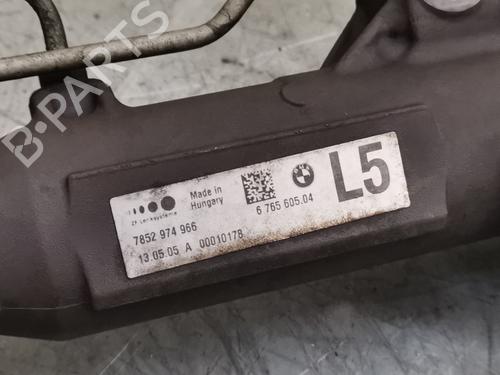 B-PARTS
ZF Lenksysteme
Made in
Hungary
6 765 605.04
L5
7852 974 966
13.05.05 A 00010178